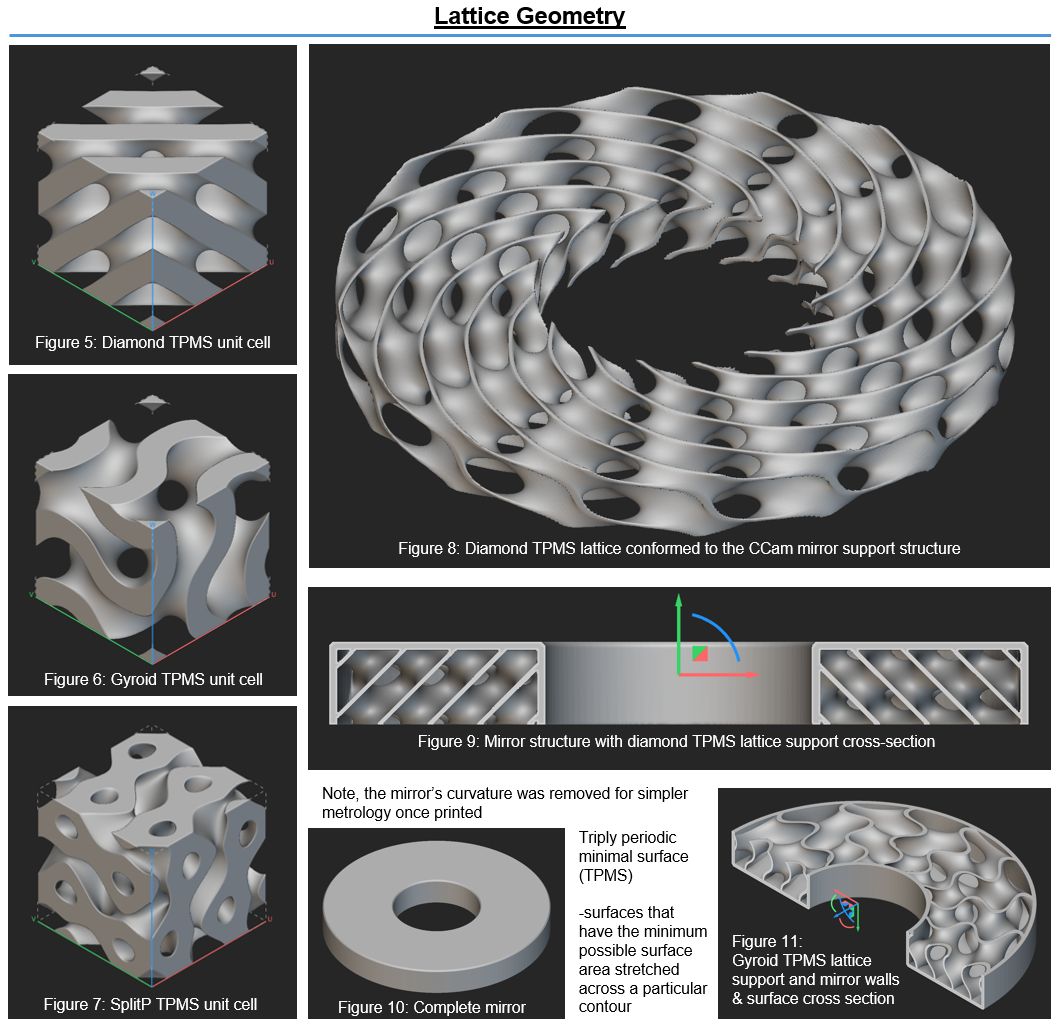 Lattice Geometry
v
u
Figure 5: Diamond TPMS unit cell
v
u
Figure 6: Gyroid TPMS unit cell
v
u
Figure 7: SplitP TPMS unit cell
Figure 8: Diamond TPMS lattice conformed to the CCam mirror support structure
Figure 9: Mirror structure with diamond TPMS lattice support cross-section
Note, the mirror's curvature was removed for simpler
metrology once printed
Figure 10: Complete mirror
Triply periodic
minimal surface
(TPMS)
-surfaces that
have the minimum
possible surface
area stretched
across a particular
contour
Figure 11:
Gyroid TPMS lattice
support and mirror walls
& surface cross section